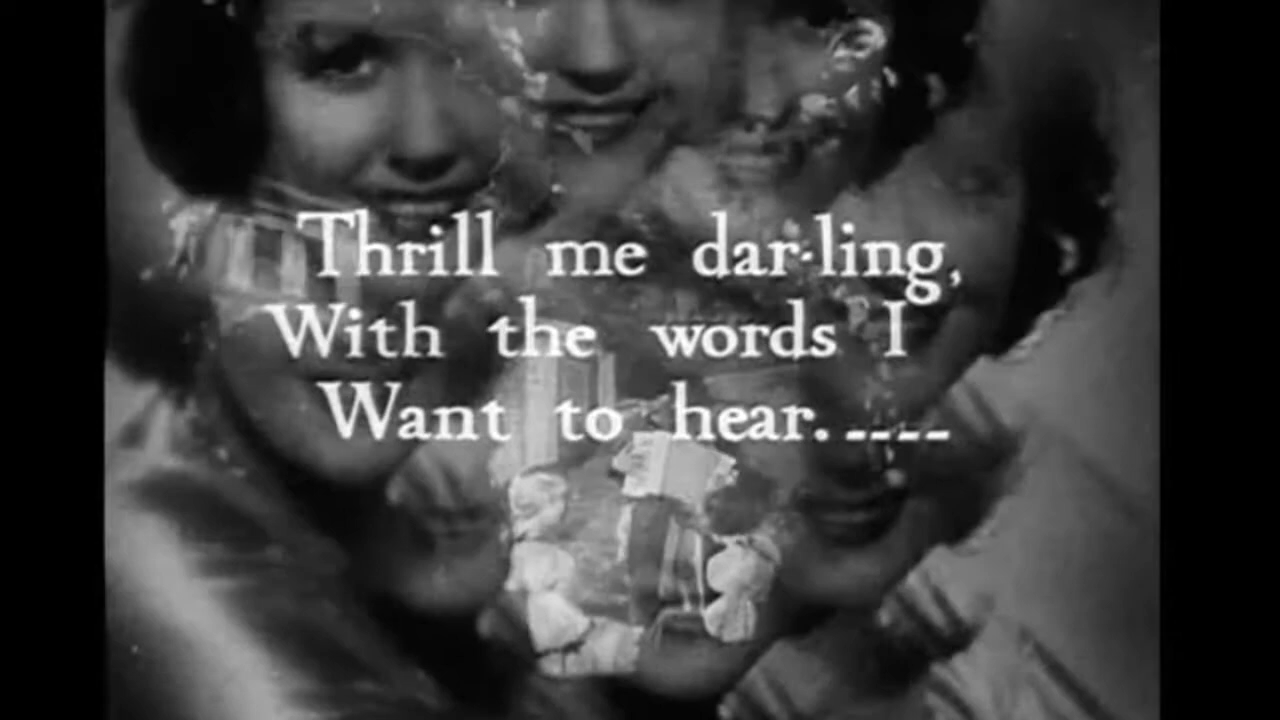 Thrill me dar-ling,
With the words I
Want to hear.----